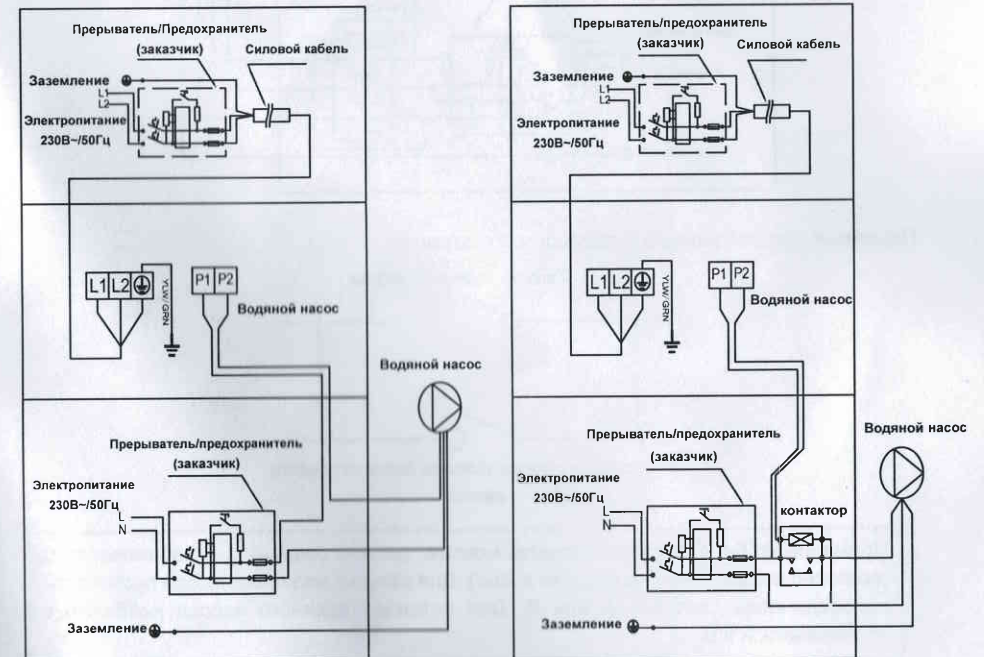 Прерыватель/Предохранитель
(заказчик)
Силовой кабель
Заземление
L1
L2
Электропитание
230В~/50Гц
L1 L2
YLW/GRN
P1 P2
Водяной насос
Водяной насос
Прерыватель/предохранитель
(заказчик)
Электропитание
230В~/50Гц
L
N
Заземление
Прерыватель/предохранитель
(заказчик)
Силовой кабель
Заземление
L1
L2
Электропитание
230В~/50Гц
L1 L2
YLW/GRN
P1 P2
Водяной насос
Водяной насос
Прерыватель/предохранитель
(заказчик)
Электропитание
230В~/50Гц
L
N
контактор
Заземление